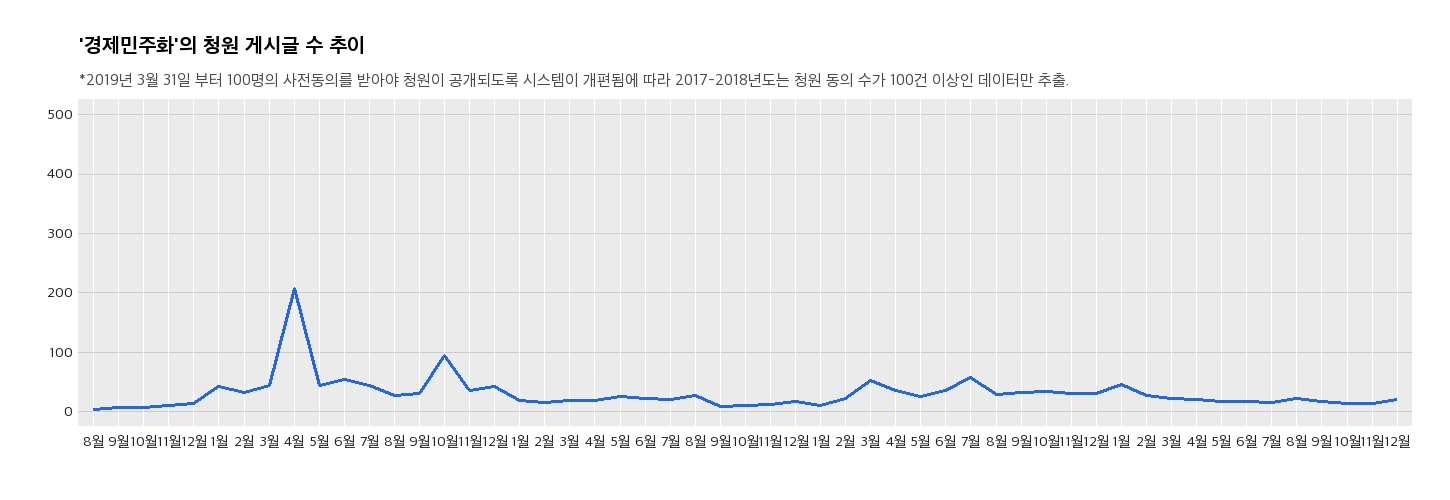 '경제민주화'의 청원 게시글 수 추이
*2019년 3월 31일 부터 100명의 사전동의를 받아야 청원이 공개되도록 시스템이 개편됨에 따라 2017-2018년도는 청원 동의 수가 100건 이상인 데이터만 추출.
500
400
300
200
100
0
8월 9월 10월 11월 12월 1월 2월 3월 4월 5월 6월 7월 8월 9월 10월 11월 12월 1월 2월 3월 4월 5월 6월 7월 8월 9월 10월 11월 12월 1월 2월 3월 4월 5월 6월 7월 8월 9월 10월 11월 12월 1월 2월 3월 4월 5월 6월 7월 8월 9월 10월 11월 12월